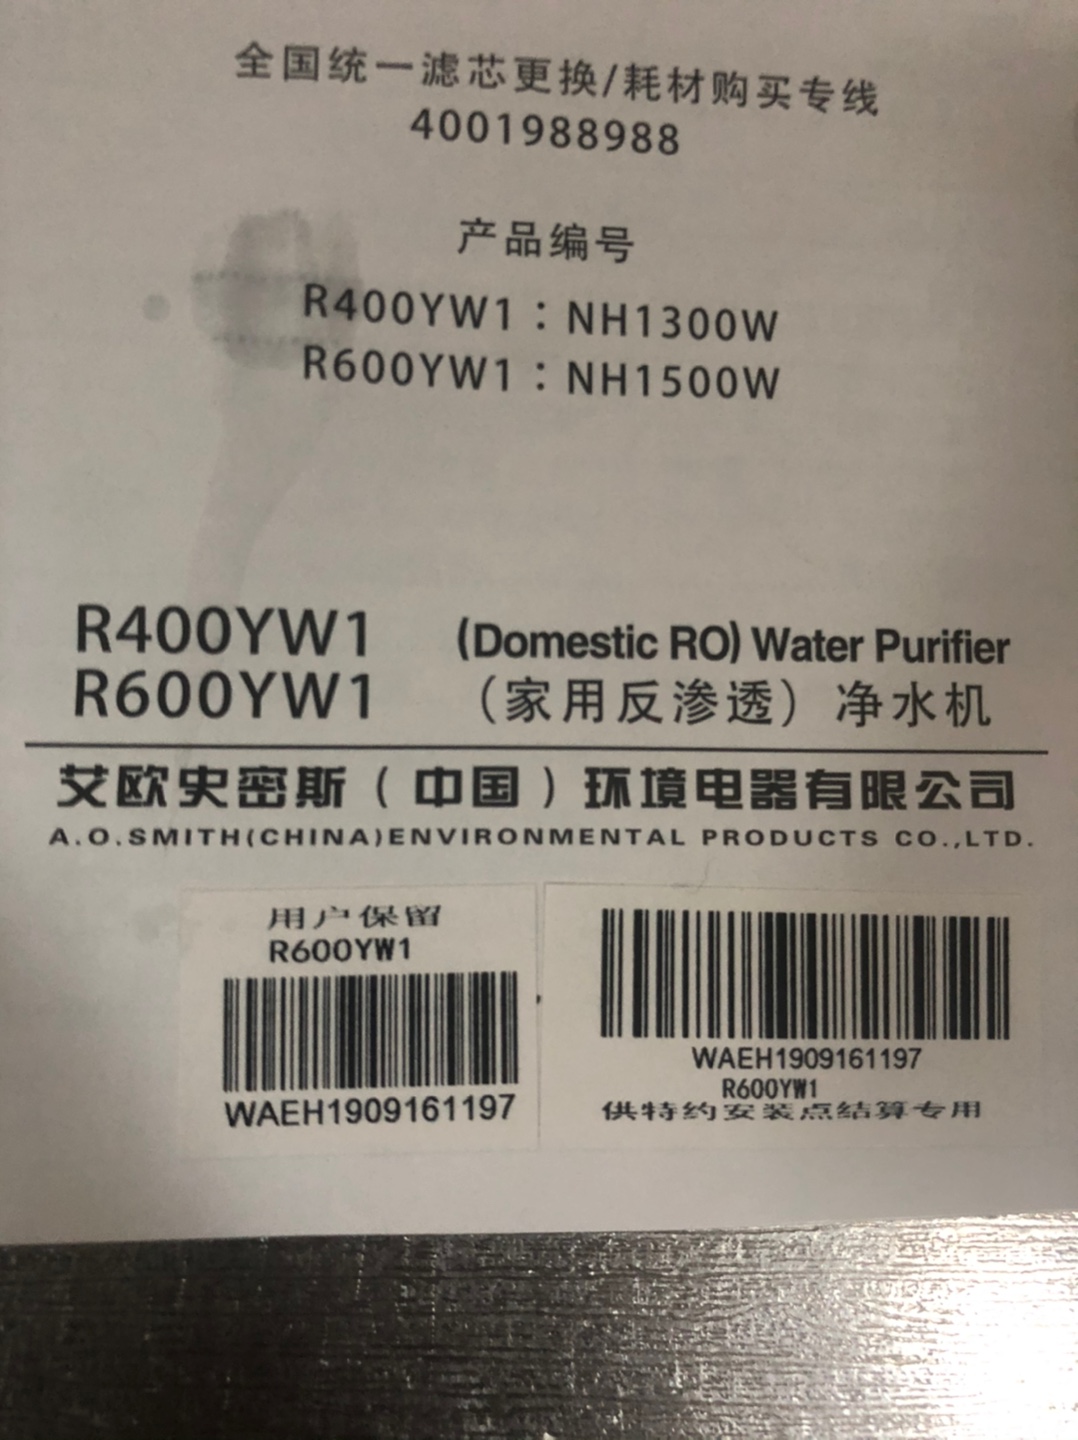 全国统一滤芯更换/耗材购买专线
4001988988
产品编号
R400YW1：NH1300W
R600YW1：NH1500W
R400YW1 (Domestic RO) Water Purifier
R600YW1 （家用反渗透）净水机
艾欧史密斯（中国）环境电器有限公司
A.O.SMITH(CHINA)ENVIRONMENTAL PRODUCTS CO.,LTD.
用户保留
R600YW1
WAEH1909161197
WAEH1909161197
R600YW1
供特约安装点结算专用